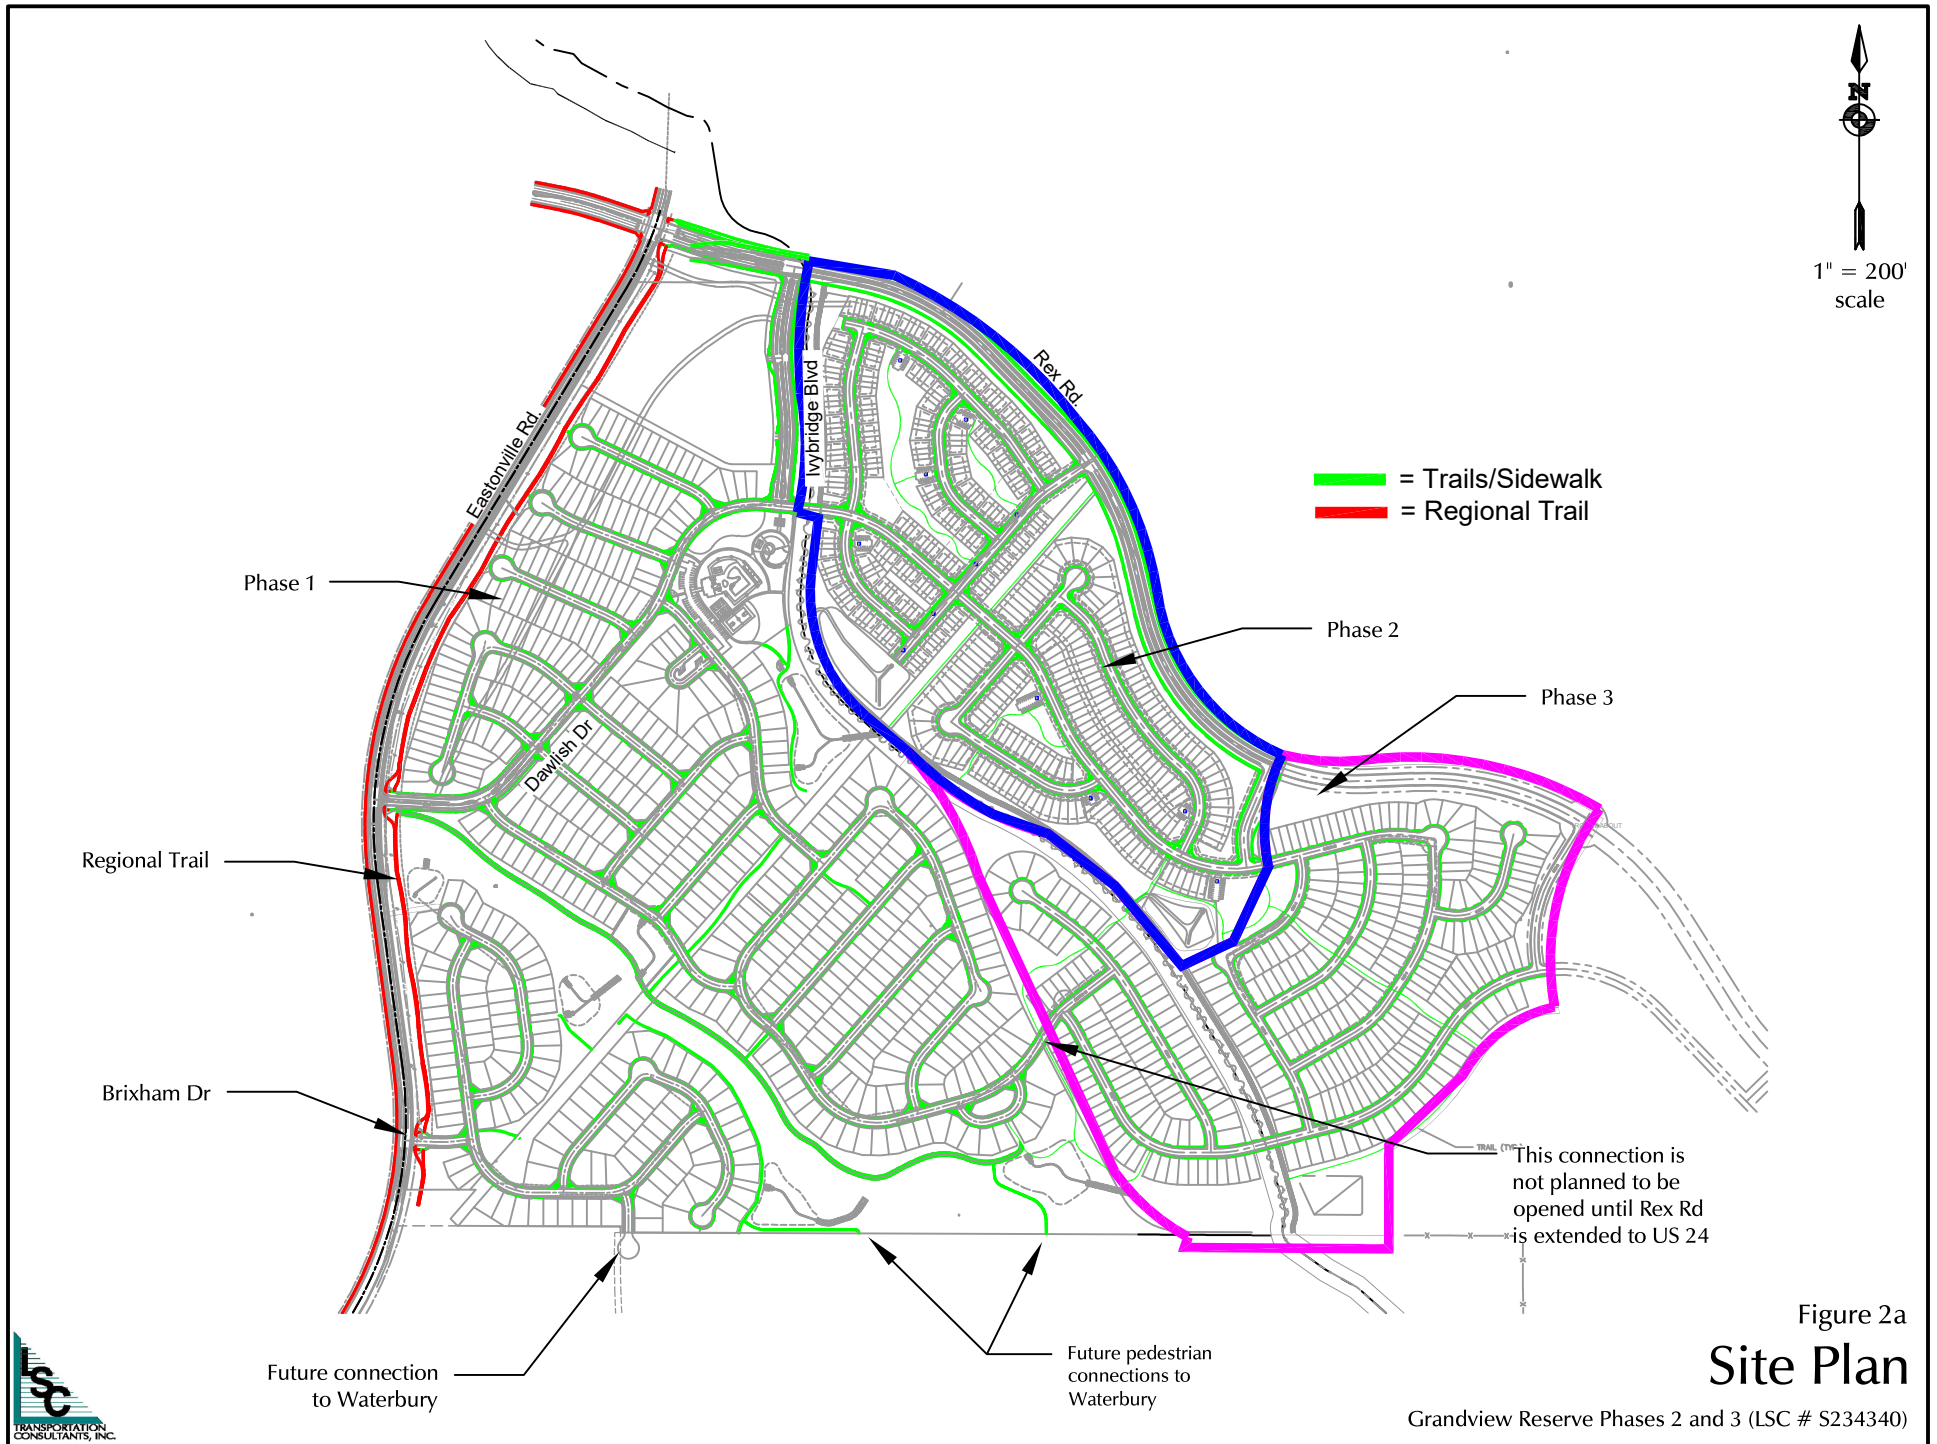 N
1" = 200'
scale
Rex Rd.
Ivybridge Blvd
Eastonville Rd.
= Trails/Sidewalk
= Regional Trail
Phase 1
Phase 2
Phase 3
Dawlish Dr
Regional Trail
Brixham Dr
TRAIL (TYP
This connection is
not planned to be
opened until Rex Rd
is extended to US 24
Future connection
to Waterbury
Future pedestrian
connections to
Waterbury
Figure 2a
Site Plan
Grandview Reserve Phases 2 and 3 (LSC # S234340)
LSC
TRANSPORTATION
CONSULTANTS, INC.